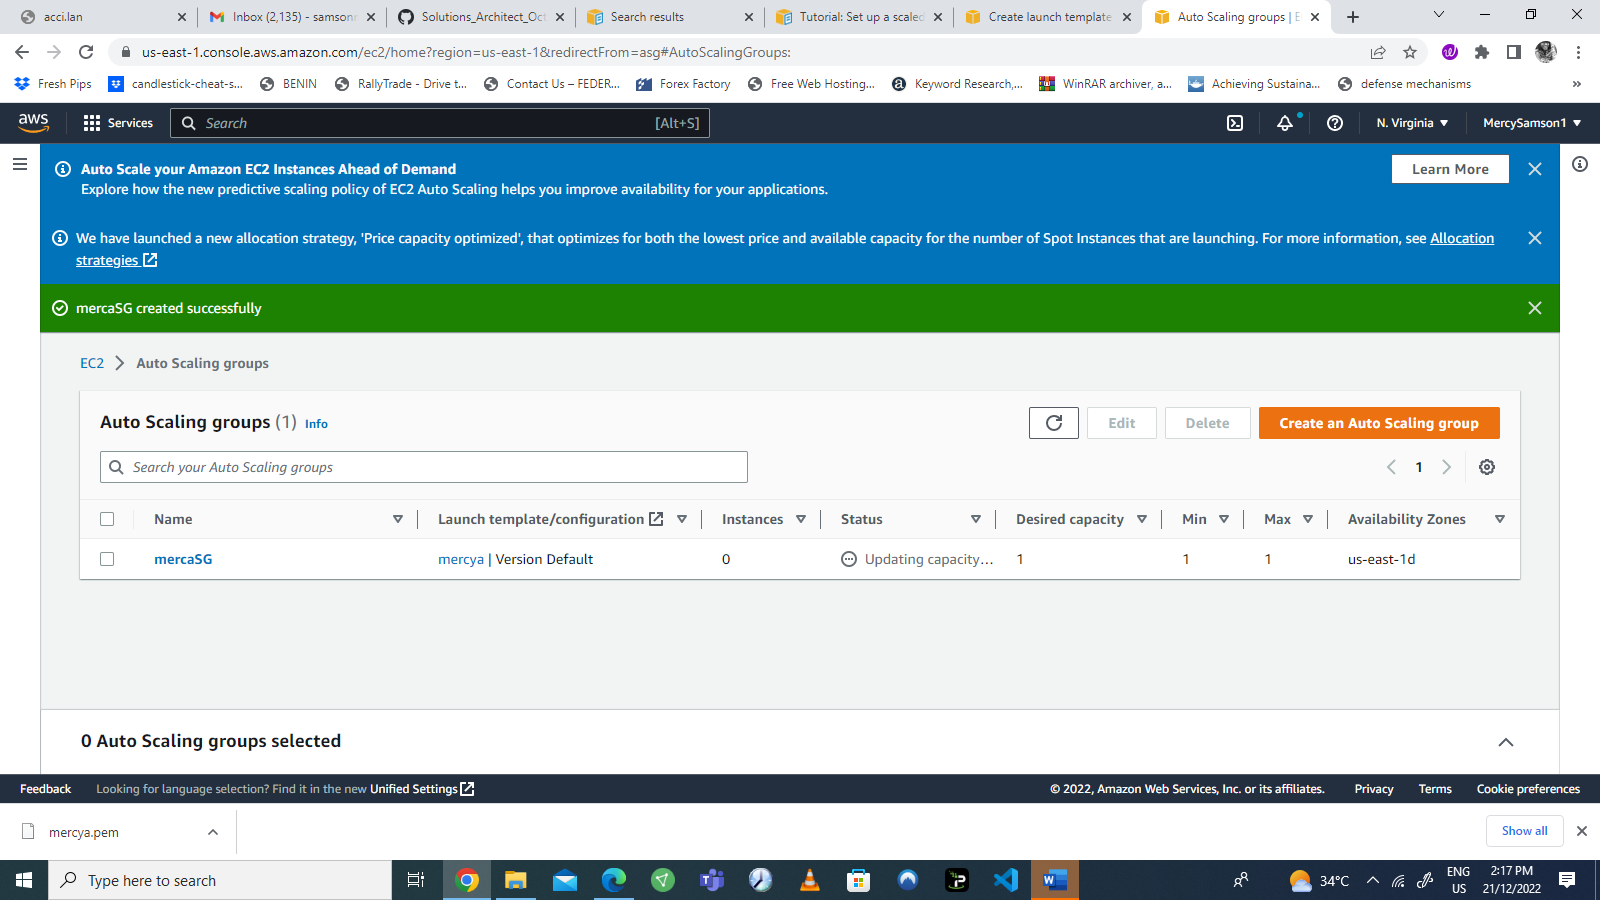 acci.lan
Inbox (2,135) - samsonr
Solutions_Architect_Oct
Search results
Tutorial: Set up a scaled
Create launch template
Auto Scaling groups | E
us-east-1.console.aws.amazon.com/ec2/home?region=us-east-1&redirectFrom=asg#AutoScalingGroups:
Fresh Pips
candlestick-cheat-s...
BENIN
RallyTrade - Drive t...
Contact Us – FEDER...
Forex Factory
Free Web Hosting...
Keyword Research,...
WinRAR archiver, a...
Achieving Sustaina...
defense mechanisms
»
aws
Services
Search
[Alt+S]
N. Virginia
MercySamson1
Auto Scale your Amazon EC2 Instances Ahead of Demand
Explore how the new predictive scaling policy of EC2 Auto Scaling helps you improve availability for your applications.
Learn More
We have launched a new allocation strategy, 'Price capacity optimized', that optimizes for both the lowest price and available capacity for the number of Spot Instances that are launching. For more information, see Allocation
strategies
mercaSG created successfully
EC2 > Auto Scaling groups
Auto Scaling groups (1) Info
Edit
Delete
Create an Auto Scaling group
Search your Auto Scaling groups
1
Name
Launch template/configuration
Instances
Status
Desired capacity
Min
Max
Availability Zones
mercaSG
mercya | Version Default
0
Updating capacity...
1
1
1
us-east-1d
0 Auto Scaling groups selected
Feedback
Looking for language selection? Find it in the new Unified Settings
© 2022, Amazon Web Services, Inc. or its affiliates.
Privacy
Terms
Cookie preferences
mercya.pem
Show all
Type here to search
34°C
ENG
US
2:17 PM
21/12/2022